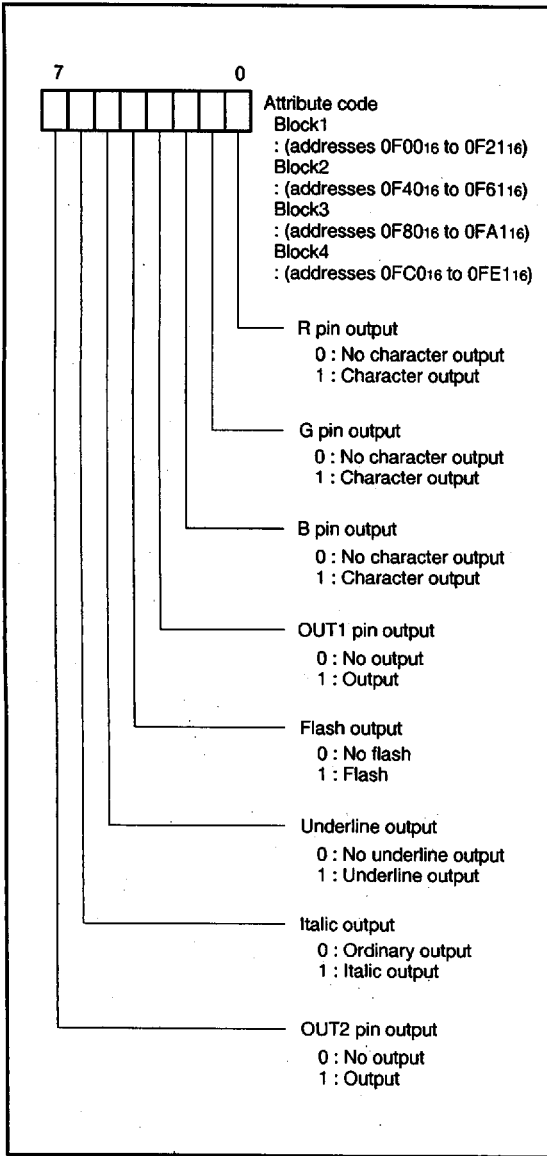 7 0
Attribute code
Block1
: (addresses 0F0016 to 0F2116)
Block2
: (addresses 0F4016 to 0F6116)
Block3
: (addresses 0F8016 to 0FA116)
Block4
: (addresses 0FC016 to 0FE116)
R pin output
0 : No character output
1 : Character output
G pin output
0 : No character output
1 : Character output
B pin output
0 : No character output
1 : Character output
OUT1 pin output
0 : No output
1 : Output
Flash output
0 : No flash
1 : Flash
Underline output
0 : No underline output
1 : Underline output
Italic output
0 : Ordinary output
1 : Italic output
OUT2 pin output
0 : No output
1 : Output